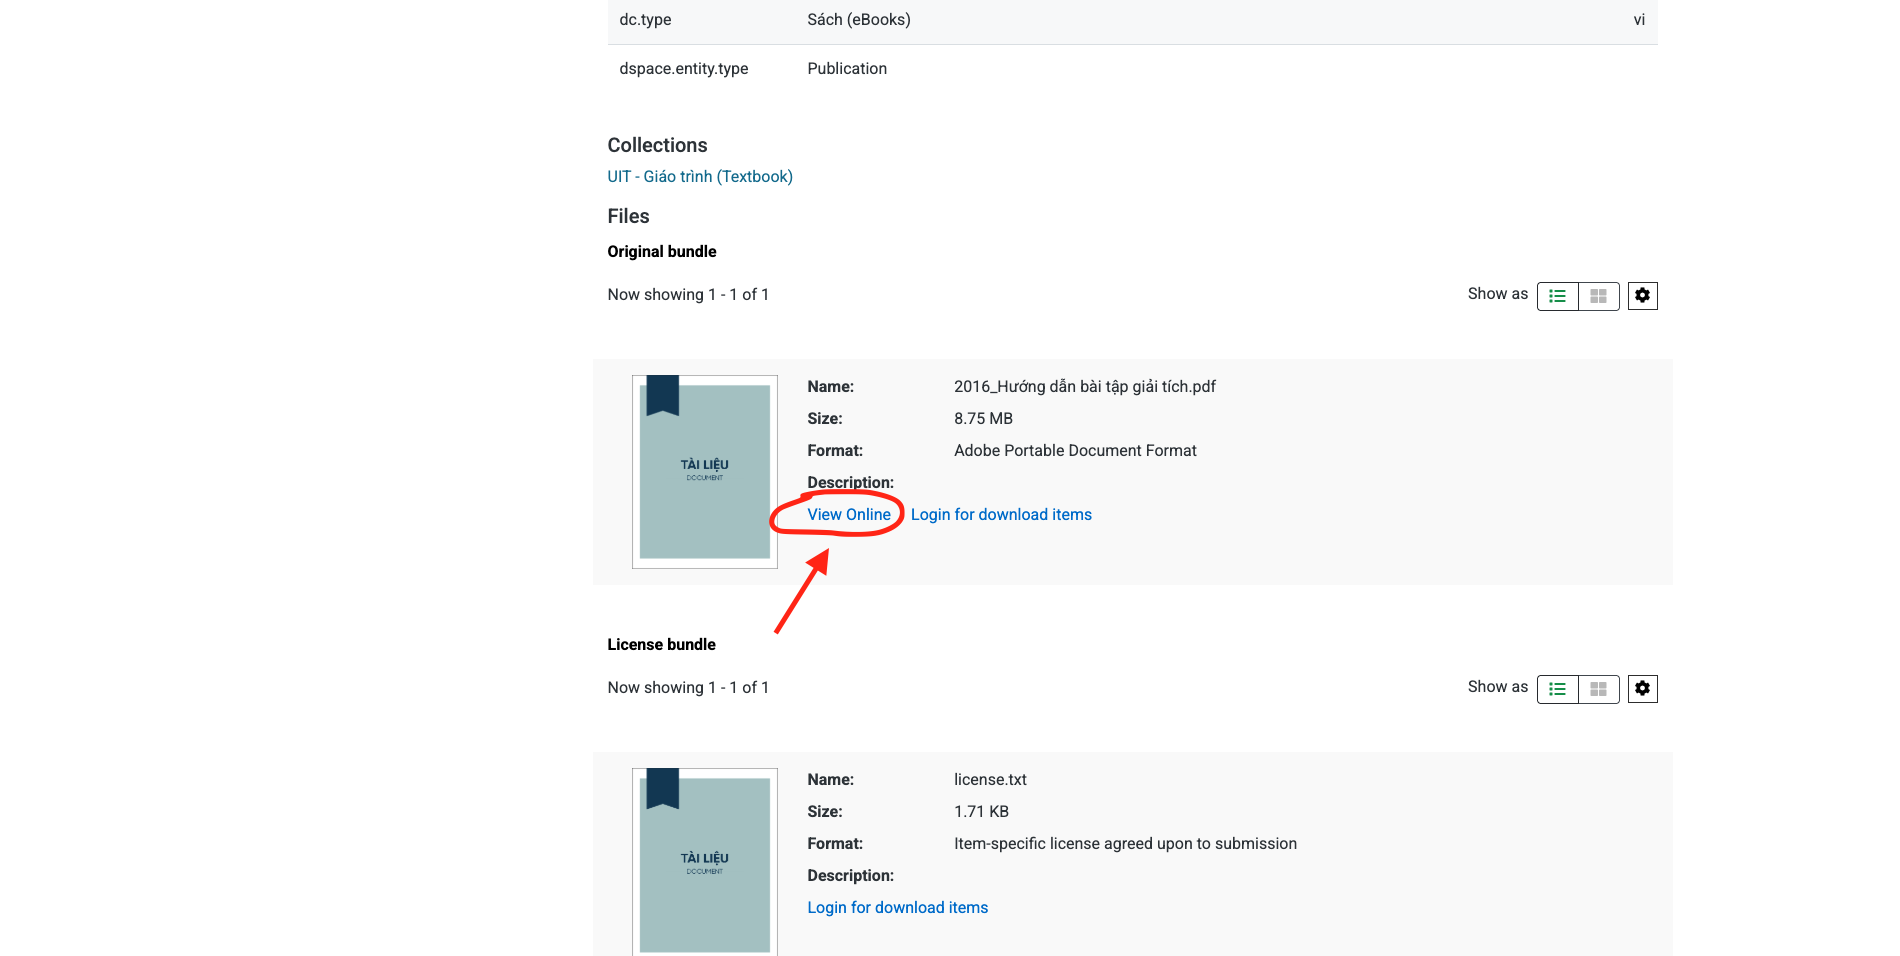 dc.type Sách (eBooks) vi
dspace.entity.type Publication
Collections
UIT - Giáo trình (Textbook)
Files
Original bundle
Now showing 1 - 1 of 1 Show as
TÀI LIỆU
DOCUMENT
Name: 2016_Hướng dẫn bài tập giải tích.pdf
Size: 8.75 MB
Format: Adobe Portable Document Format
Description:
View Online Login for download items
License bundle
Now showing 1 - 1 of 1 Show as
TÀI LIỆU
DOCUMENT
Name: license.txt
Size: 1.71 KB
Format: Item-specific license agreed upon to submission
Description:
Login for download items